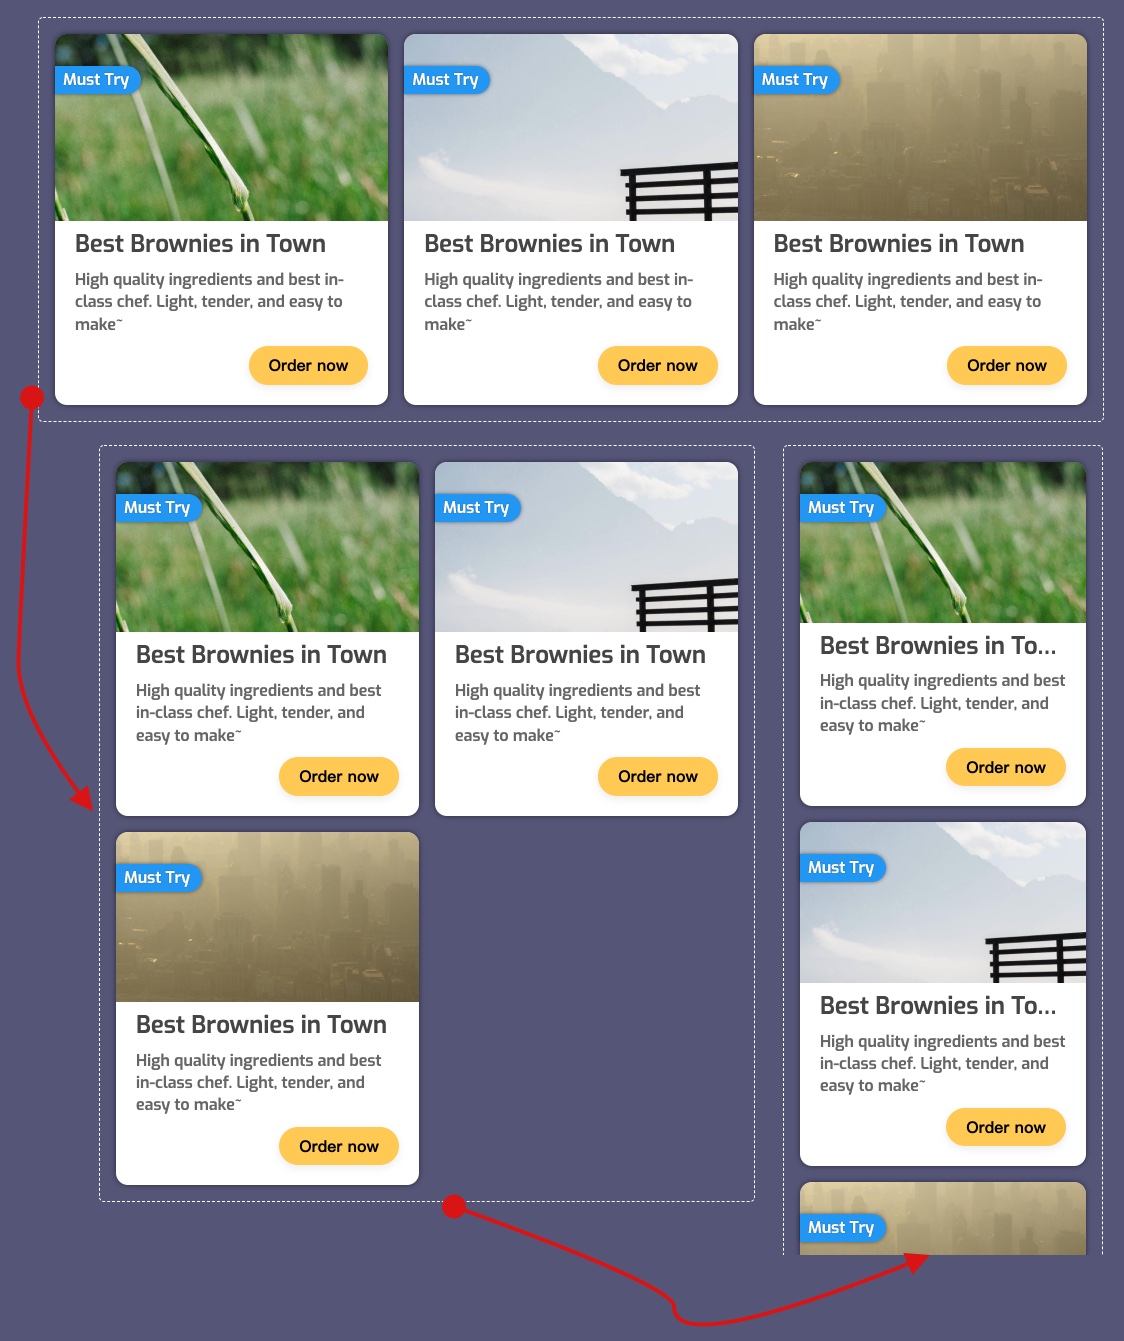 Must Try
Best Brownies in Town
High quality ingredients and best in-
class chef. Light, tender, and easy to
make~
Order now
Must Try
Best Brownies in Town
High quality ingredients and best in-
class chef. Light, tender, and easy to
make~
Order now
Must Try
Best Brownies in Town
High quality ingredients and best in-
class chef. Light, tender, and easy to
make~
Order now
Must Try
Best Brownies in Town
High quality ingredients and best
in-class chef. Light, tender, and
easy to make~
Order now
Must Try
Best Brownies in Town
High quality ingredients and best
in-class chef. Light, tender, and
easy to make~
Order now
Must Try
Best Brownies in Town
High quality ingredients and best
in-class chef. Light, tender, and
easy to make~
Order now
Must Try
Best Brownies in To...
High quality ingredients and best
in-class chef. Light, tender, and
easy to make~
Order now
Must Try
Best Brownies in To...
High quality ingredients and best
in-class chef. Light, tender, and
easy to make~
Order now
Must Try